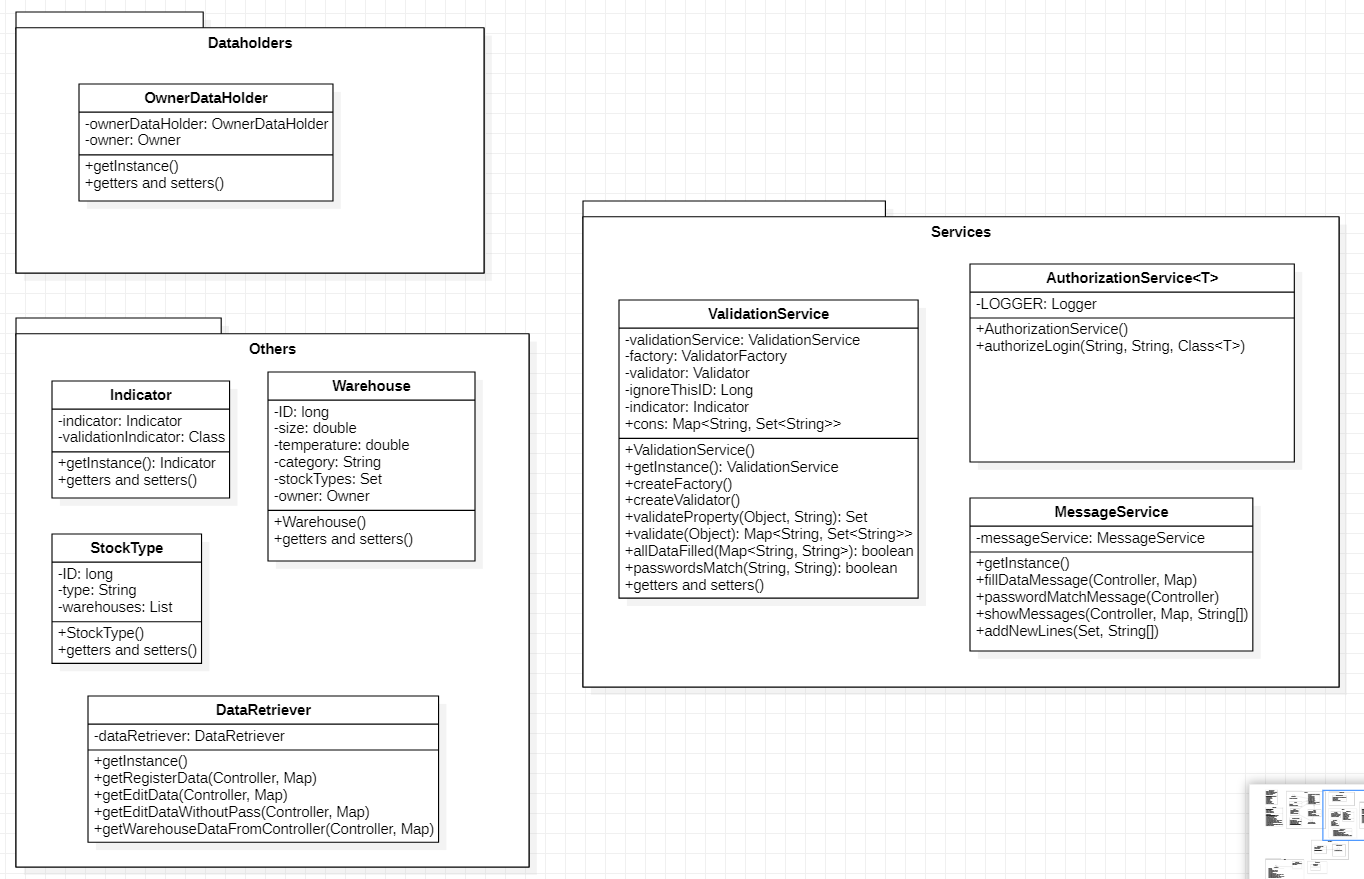 Dataholders
OwnerDataHolder
-ownerDataHolder: OwnerDataHolder
-owner: Owner
+getInstance()
+getters and setters()
Others
Indicator
-indicator: Indicator
-validationIndicator: Class
+getInstance(): Indicator
+getters and setters()
Warehouse
-ID: long
-size: double
-temperature: double
-category: String
-stockTypes: Set
-owner: Owner
+Warehouse()
+getters and setters()
StockType
-ID: long
-type: String
-warehouses: List
+StockType()
+getters and setters()
DataRetriever
-dataRetriever: DataRetriever
+getInstance()
+getRegisterData(Controller, Map)
+getEditData(Controller, Map)
+getEditDataWithoutPass(Controller, Map)
+getWarehouseDataFromController(Controller, Map)
Services
ValidationService
-validationService: ValidationService
-factory: ValidatorFactory
-validator: Validator
-ignoreThisID: Long
-indicator: Indicator
+cons: Map<String, Set<String>>
+ValidationService()
+getInstance(): ValidationService
+createFactory()
+createValidator()
+validateProperty(Object, String): Set
+validate(Object): Map<String, Set<String>>
+allDataFilled(Map<String, String>): boolean
+passwordsMatch(String, String): boolean
+getters and setters()
AuthorizationService<T>
-LOGGER: Logger
+AuthorizationService()
+authorizeLogin(String, String, Class<T>)
MessageService
-messageService: MessageService
+getInstance()
+fillDataMessage(Controller, Map)
+passwordMatchMessage(Controller)
+showMessages(Controller, Map, String[])
+addNewLines(Set, String[])